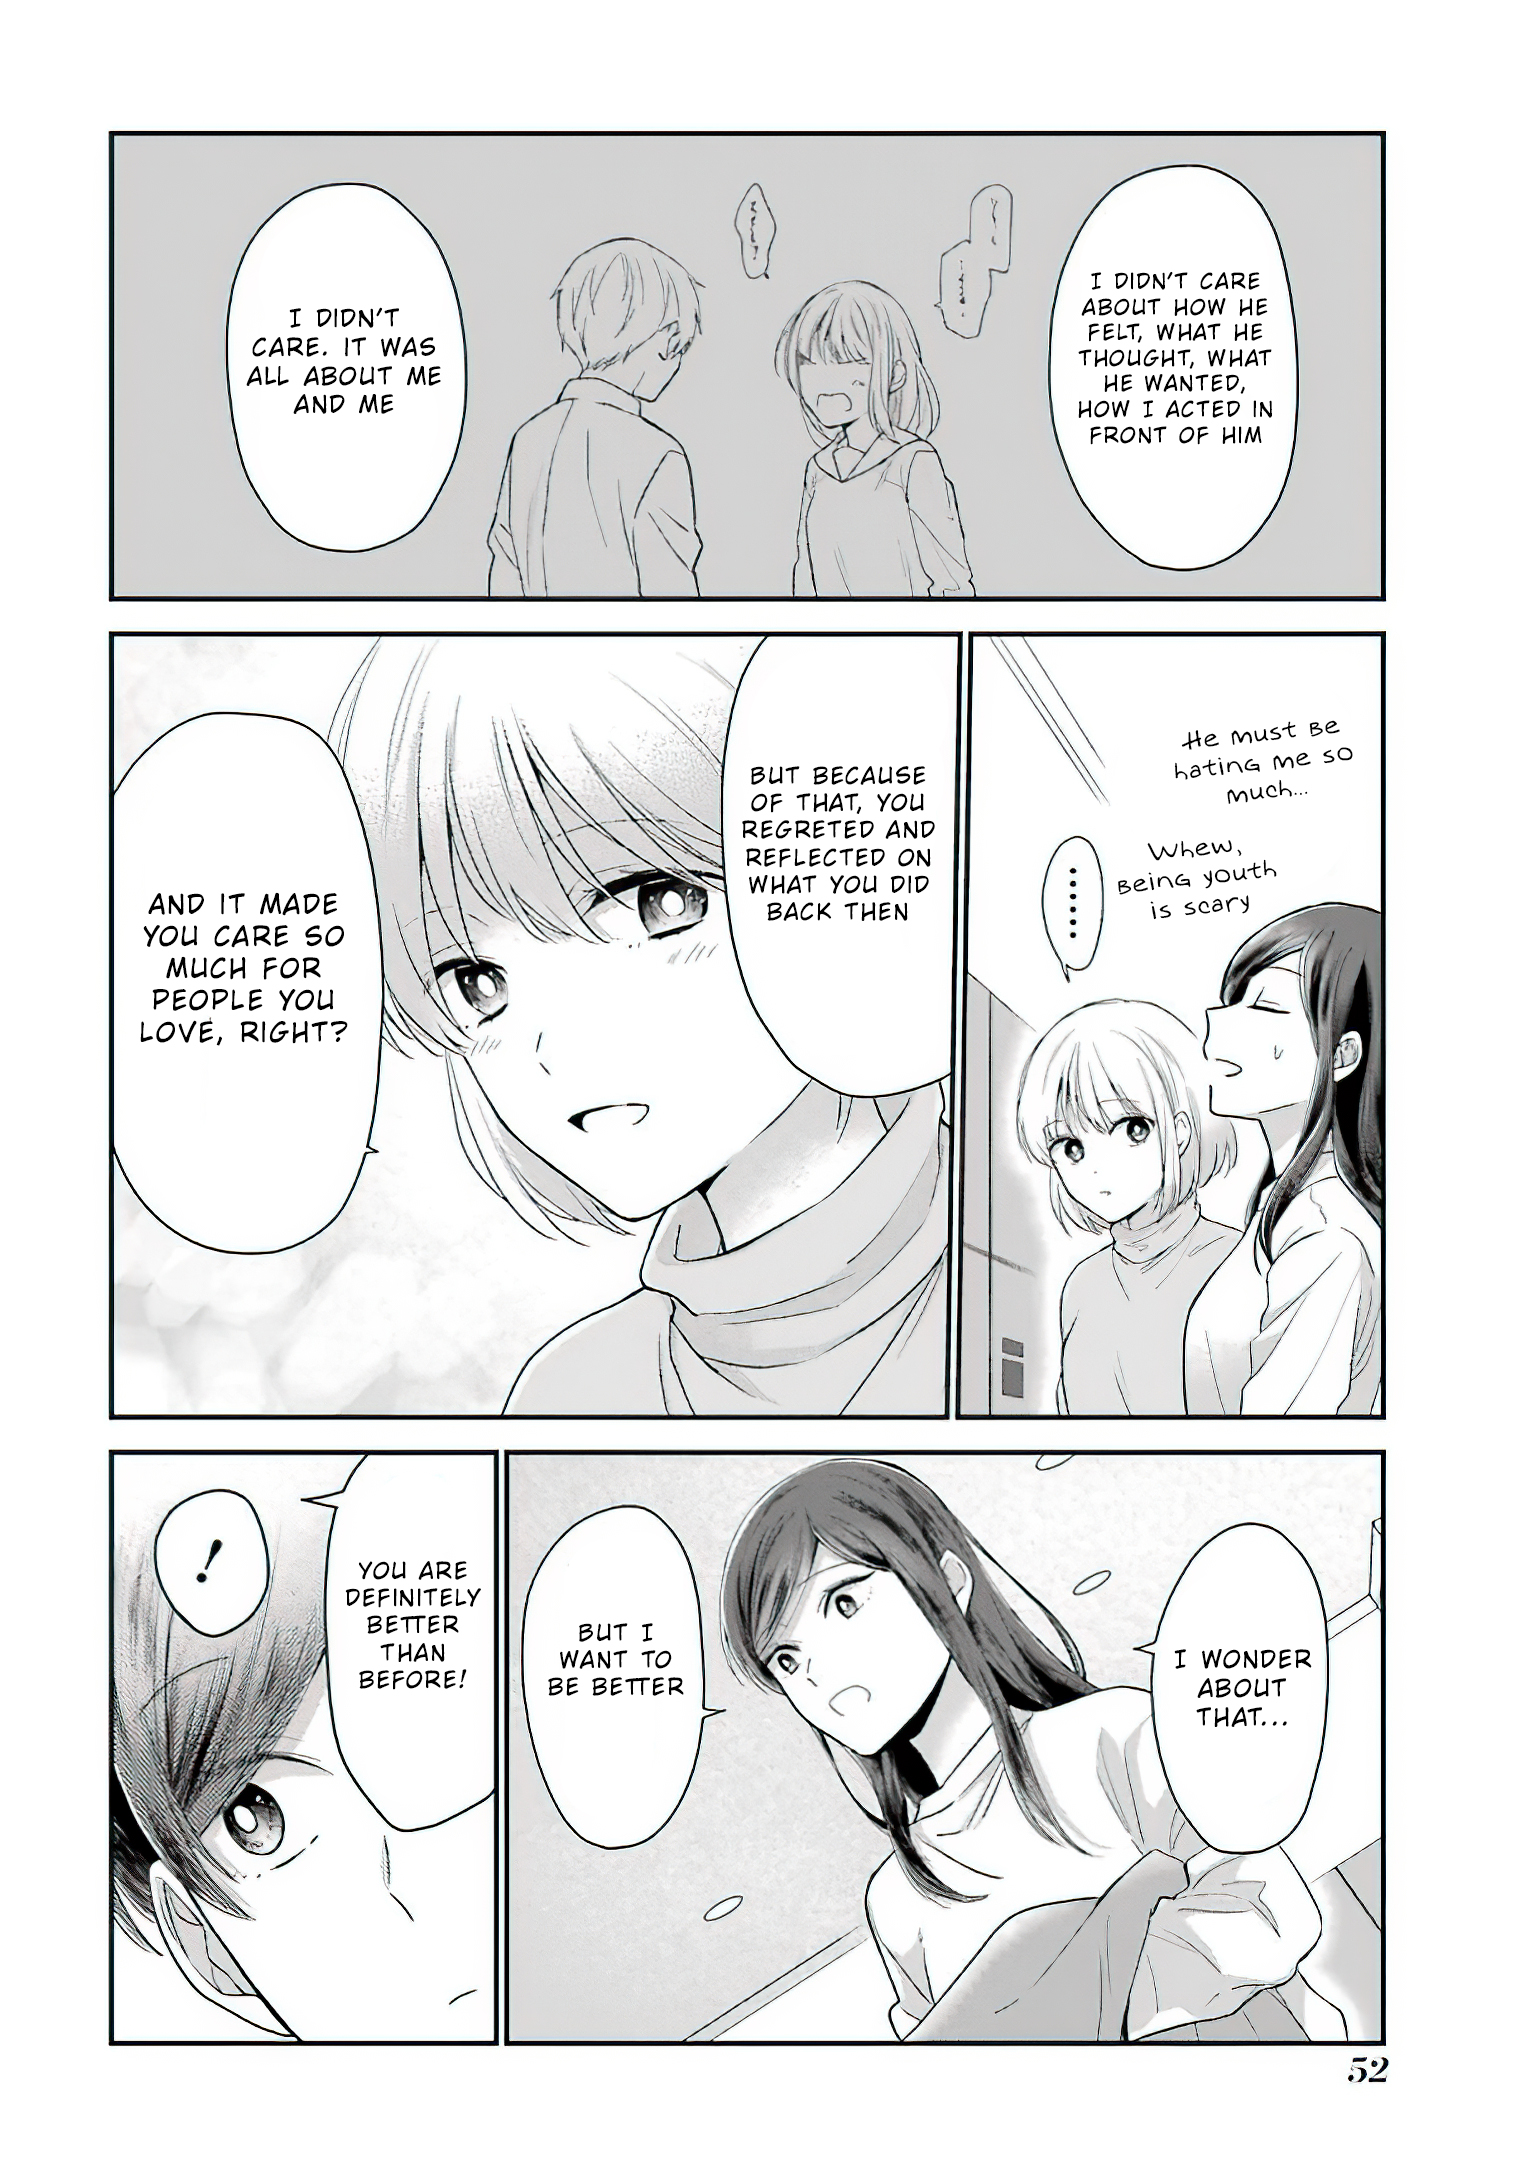 I DIDN'T CARE
ABOUT HOW HE
FELT, WHAT HE
THOUGHT, WHAT
HE WANTED,
HOW I ACTED IN
FRONT OF HIM
I DIDN'T
CARE. IT WAS
ALL ABOUT ME
AND ME
He must be
hating me so
much...
Whew,
being youth
is scary
.......
BUT BECAUSE
OF THAT, YOU
REGRETED AND
REFLECTED ON
WHAT YOU DID
BACK THEN
AND IT MADE
YOU CARE SO
MUCH FOR
PEOPLE YOU
LOVE, RIGHT?
I WONDER
ABOUT
THAT...
BUT I
WANT TO
BE BETTER
YOU ARE
DEFINITELY
BETTER
THAN
BEFORE!
!
52